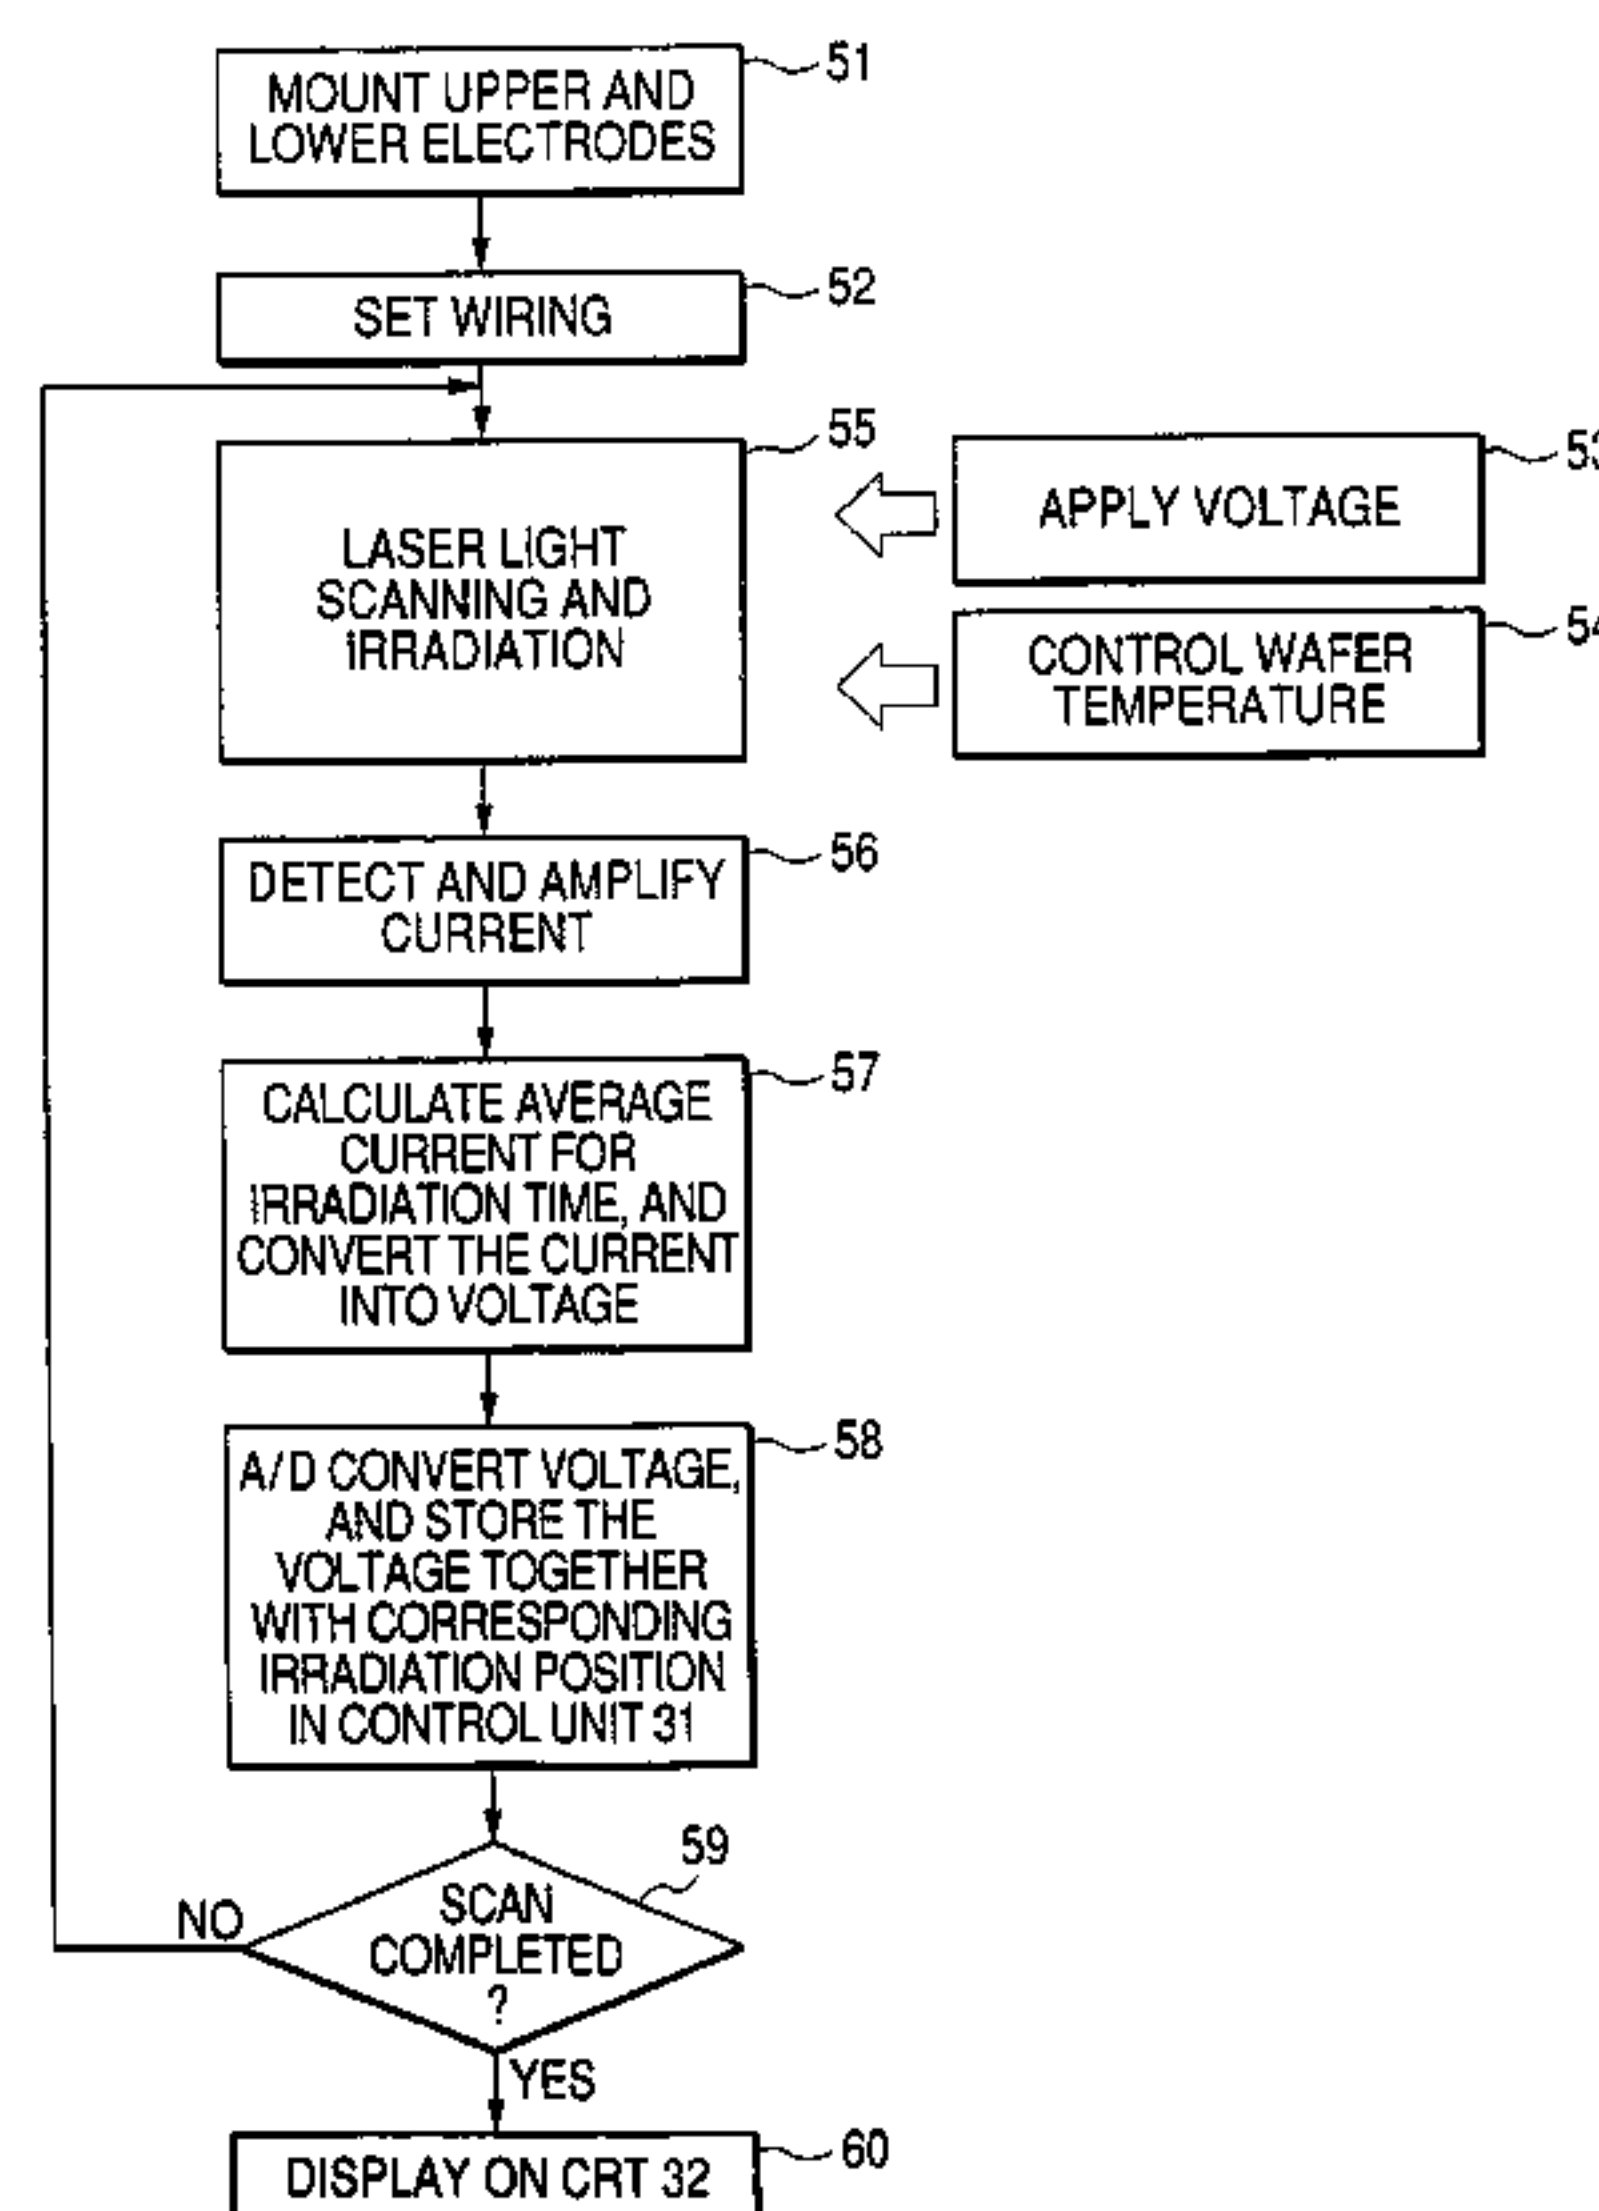 51
MOUNT UPPER AND
LOWER ELECTRODES
52
SET WIRING
55
LASER LIGHT
SCANNING AND
IRRADIATION
53
APPLY VOLTAGE
54
CONTROL WAFER
TEMPERATURE
56
DETECT AND AMPLIFY
CURRENT
57
CALCULATE AVERAGE
CURRENT FOR
IRRADIATION TIME, AND
CONVERT THE CURRENT
INTO VOLTAGE
58
A/D CONVERT VOLTAGE,
AND STORE THE
VOLTAGE TOGETHER
WITH CORRESPONDING
IRRADIATION POSITION
IN CONTROL UNIT 31
59
SCAN
COMPLETED
?
NO
YES
60
DISPLAY ON CRT 32